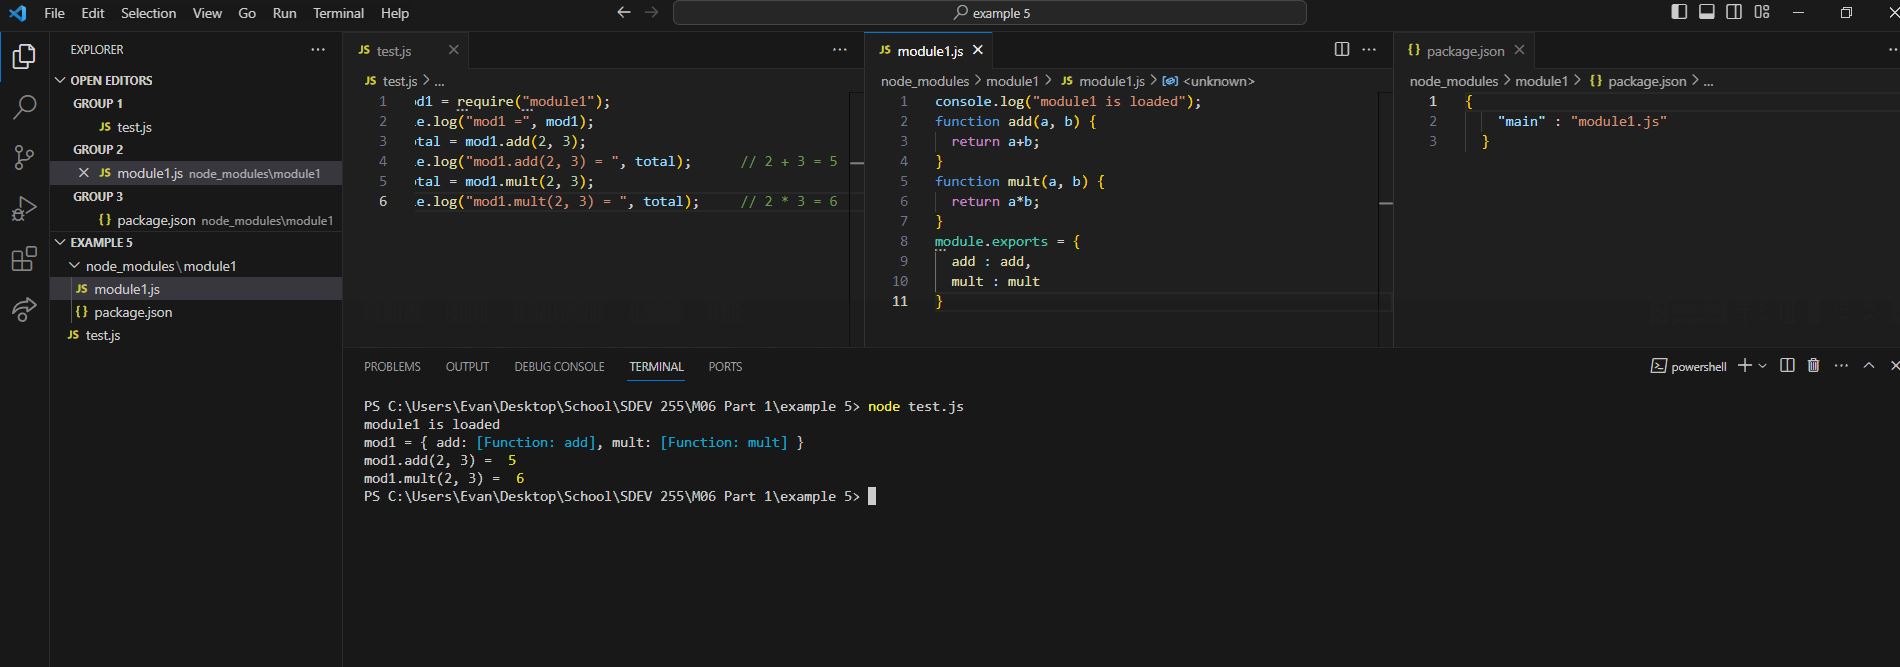 File Edit Selection View Go Run Terminal Help
example 5
EXPLORER
OPEN EDITORS
GROUP 1
JS test.js
GROUP 2
JS module1.js node_modules\module1
GROUP 3
{} package.json node_modules\module1
EXAMPLE 5
node_modules\module1
JS module1.js
{} package.json
JS test.js
JS test.js
JS test.js > ...
1 d1 = require("module1");
2 e.log("mod1 =", mod1);
3 tal = mod1.add(2, 3);
4 e.log("mod1.add(2, 3) = ", total); // 2 + 3 = 5
5 tal = mod1.mult(2, 3);
6 e.log("mod1.mult(2, 3) = ", total); // 2 * 3 = 6
JS module1.js
node_modules > module1 > JS module1.js > <unknown>
1 console.log("module1 is loaded");
2 function add(a, b) {
3 return a+b;
4 }
5 function mult(a, b) {
6 return a*b;
7 }
8 module.exports = {
9 add : add,
10 mult : mult
11 }
{} package.json
node_modules > module1 > {} package.json > ...
1 {
2 "main" : "module1.js"
3 }
PROBLEMS OUTPUT DEBUG CONSOLE TERMINAL PORTS
powershell
PS C:\Users\Evan\Desktop\School\SDEV 255\M06 Part 1\example 5> node test.js
module1 is loaded
mod1 = { add: [Function: add], mult: [Function: mult] }
mod1.add(2, 3) =  5
mod1.mult(2, 3) =  6
PS C:\Users\Evan\Desktop\School\SDEV 255\M06 Part 1\example 5>